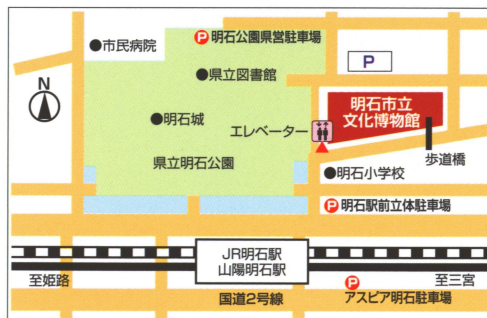 P 明石公園県営駐車場
●市民病院
P
●県立図書館
N
明石市立
文化博物館
●明石城
エレベーター
歩道橋
県立明石公園
●明石小学校
P 明石駅前立体駐車場
JR明石駅
山陽明石駅
至姫路
至三宮
P
国道2号線
アスピア明石駐車場